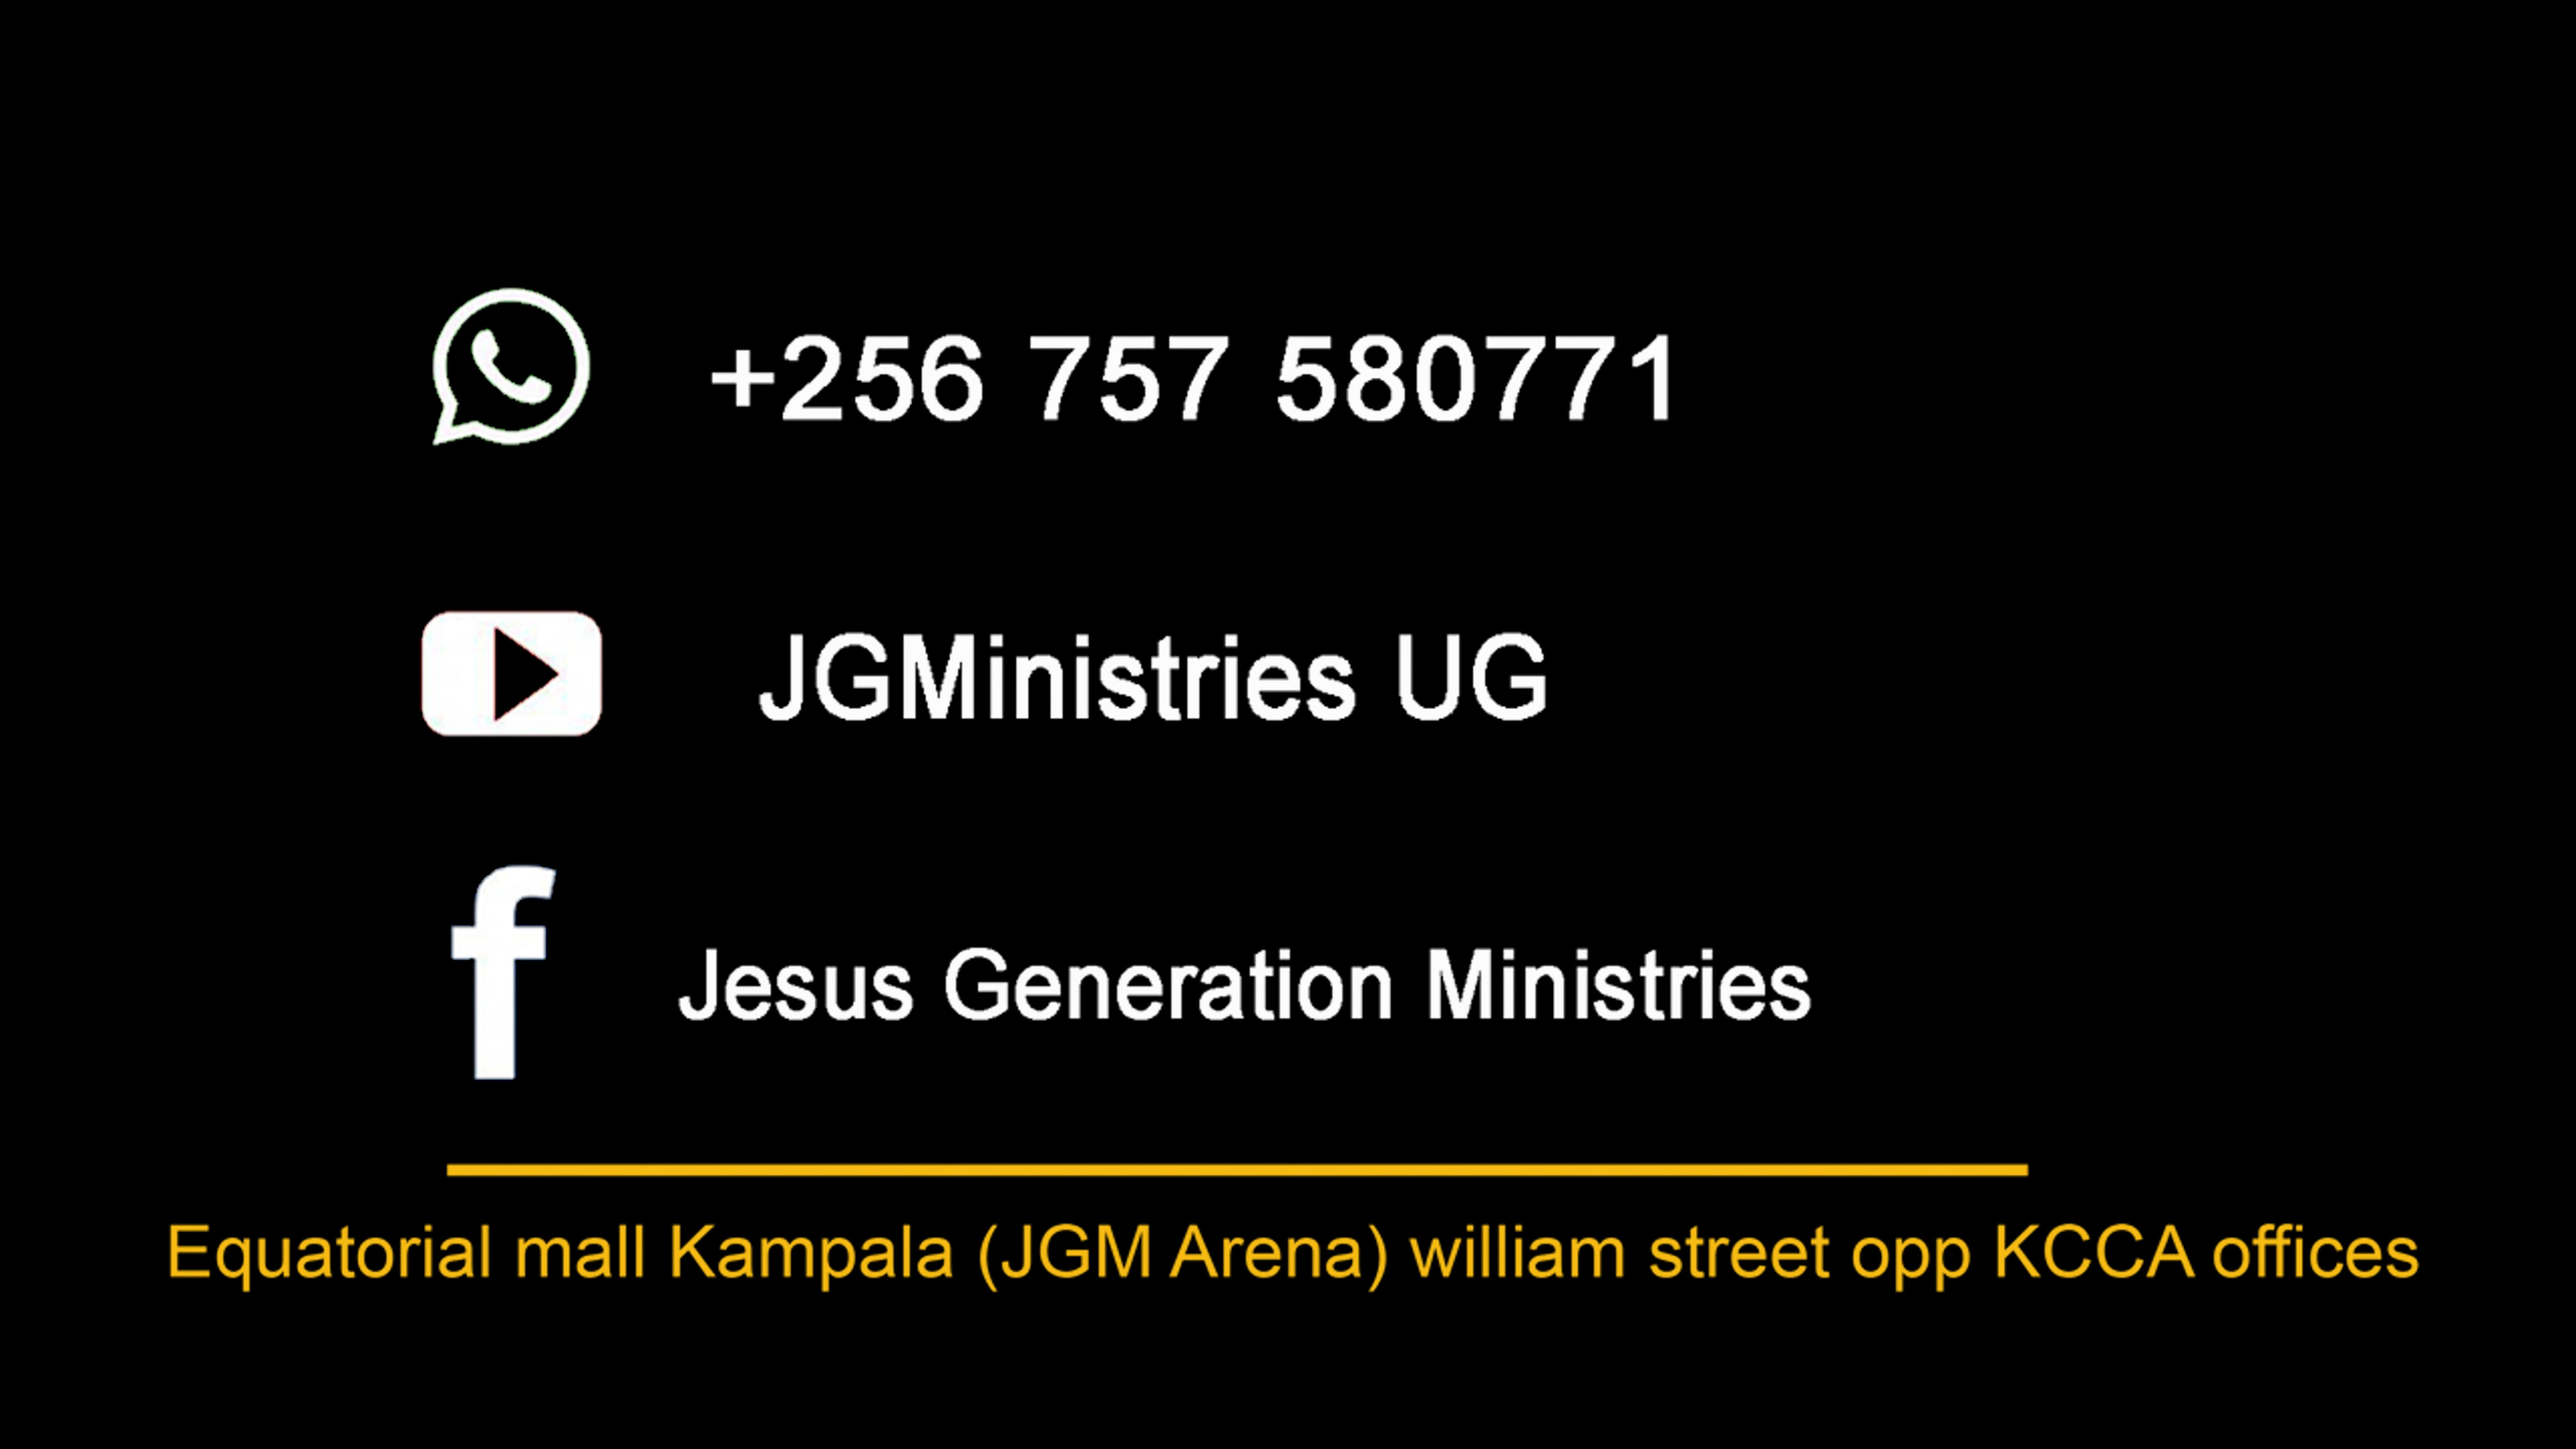 +256 757 580771
JGMinistries UG
Jesus Generation Ministries
Equatorial mall Kampala (JGM Arena) william street opp KCCA offices